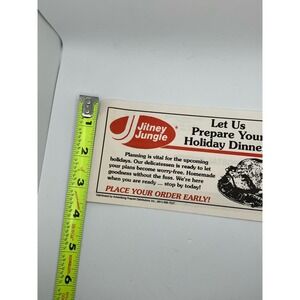 Jitney
Jungle
Let Us
Prepare Your
Holiday Dinne
Planning is vital for the upcoming
holidays. Our delicatessen is ready to let
your plans become worry-free. Homemade
goodness without the fuss. We're here
when you are ready ... stop by today!
PLACE YOUR ORDER EARLY!
1
2
3
4
5
6